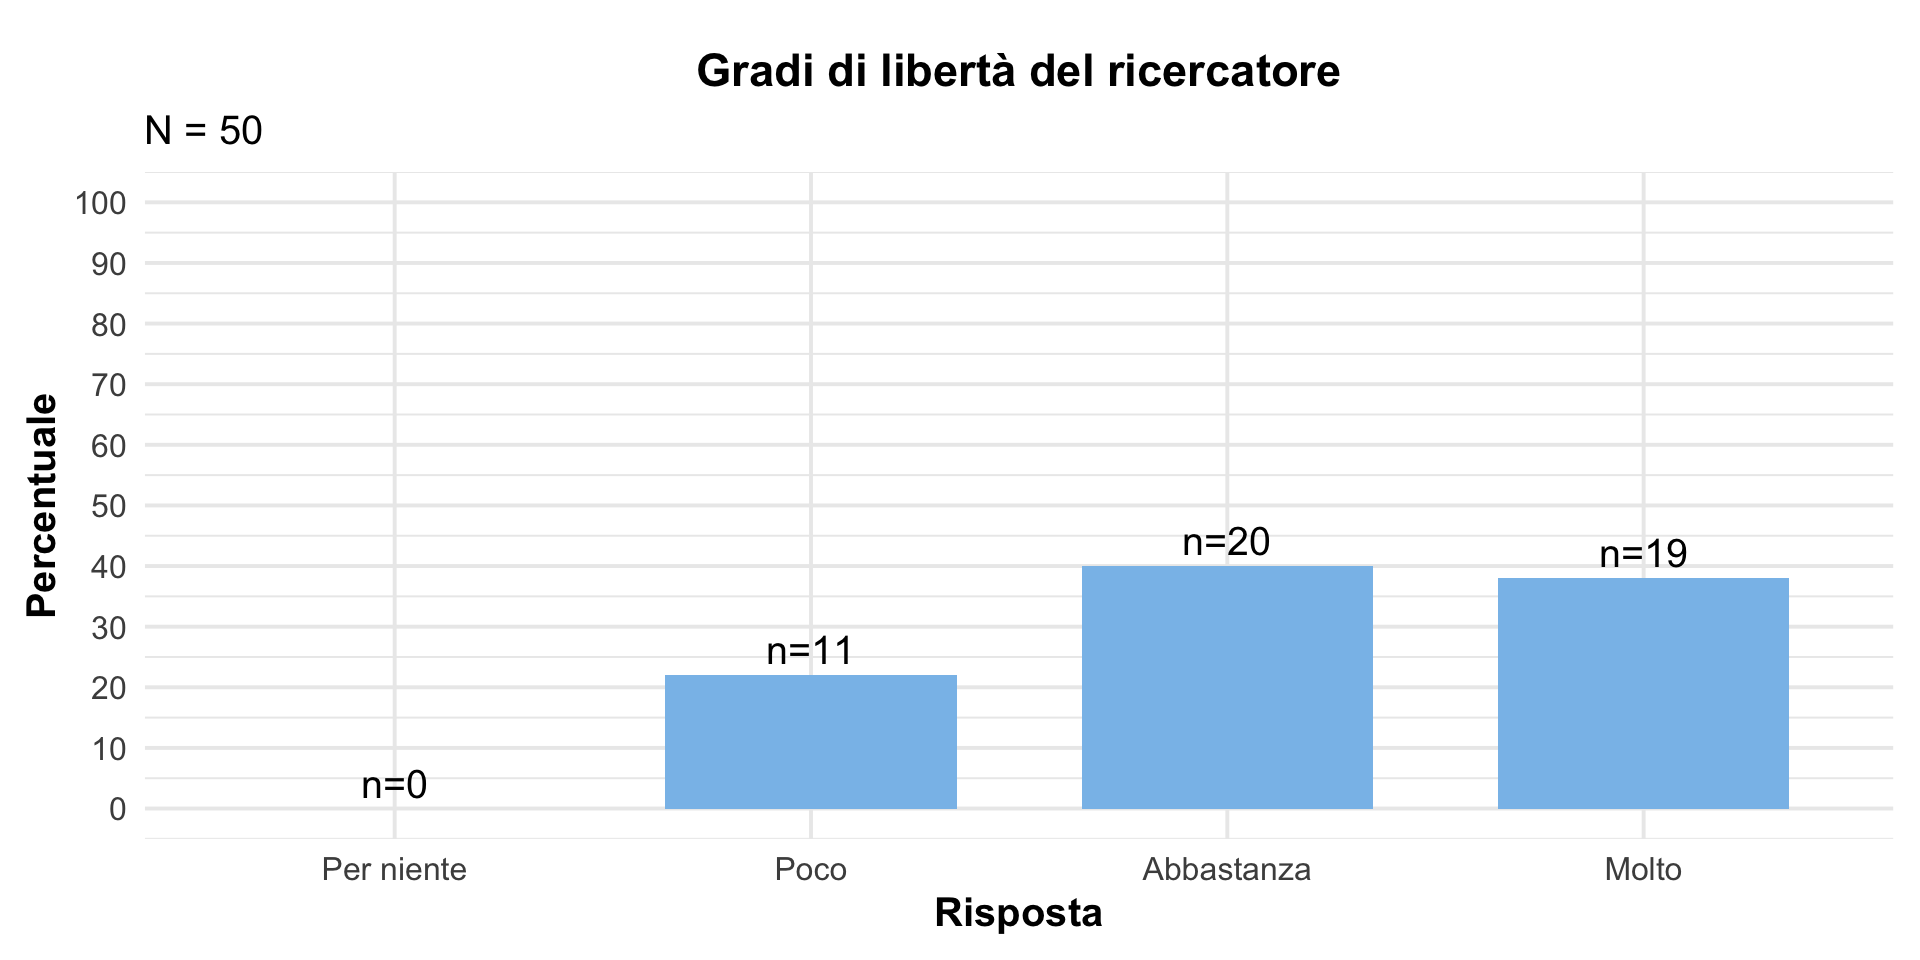 Gradi di libertà del ricercatore
N = 50
Percentuale
100
90
80
70
60
50
40
30
20
10
0
n=0
n=11
n=20
n=19
Per niente
Poco
Abbastanza
Molto
Risposta